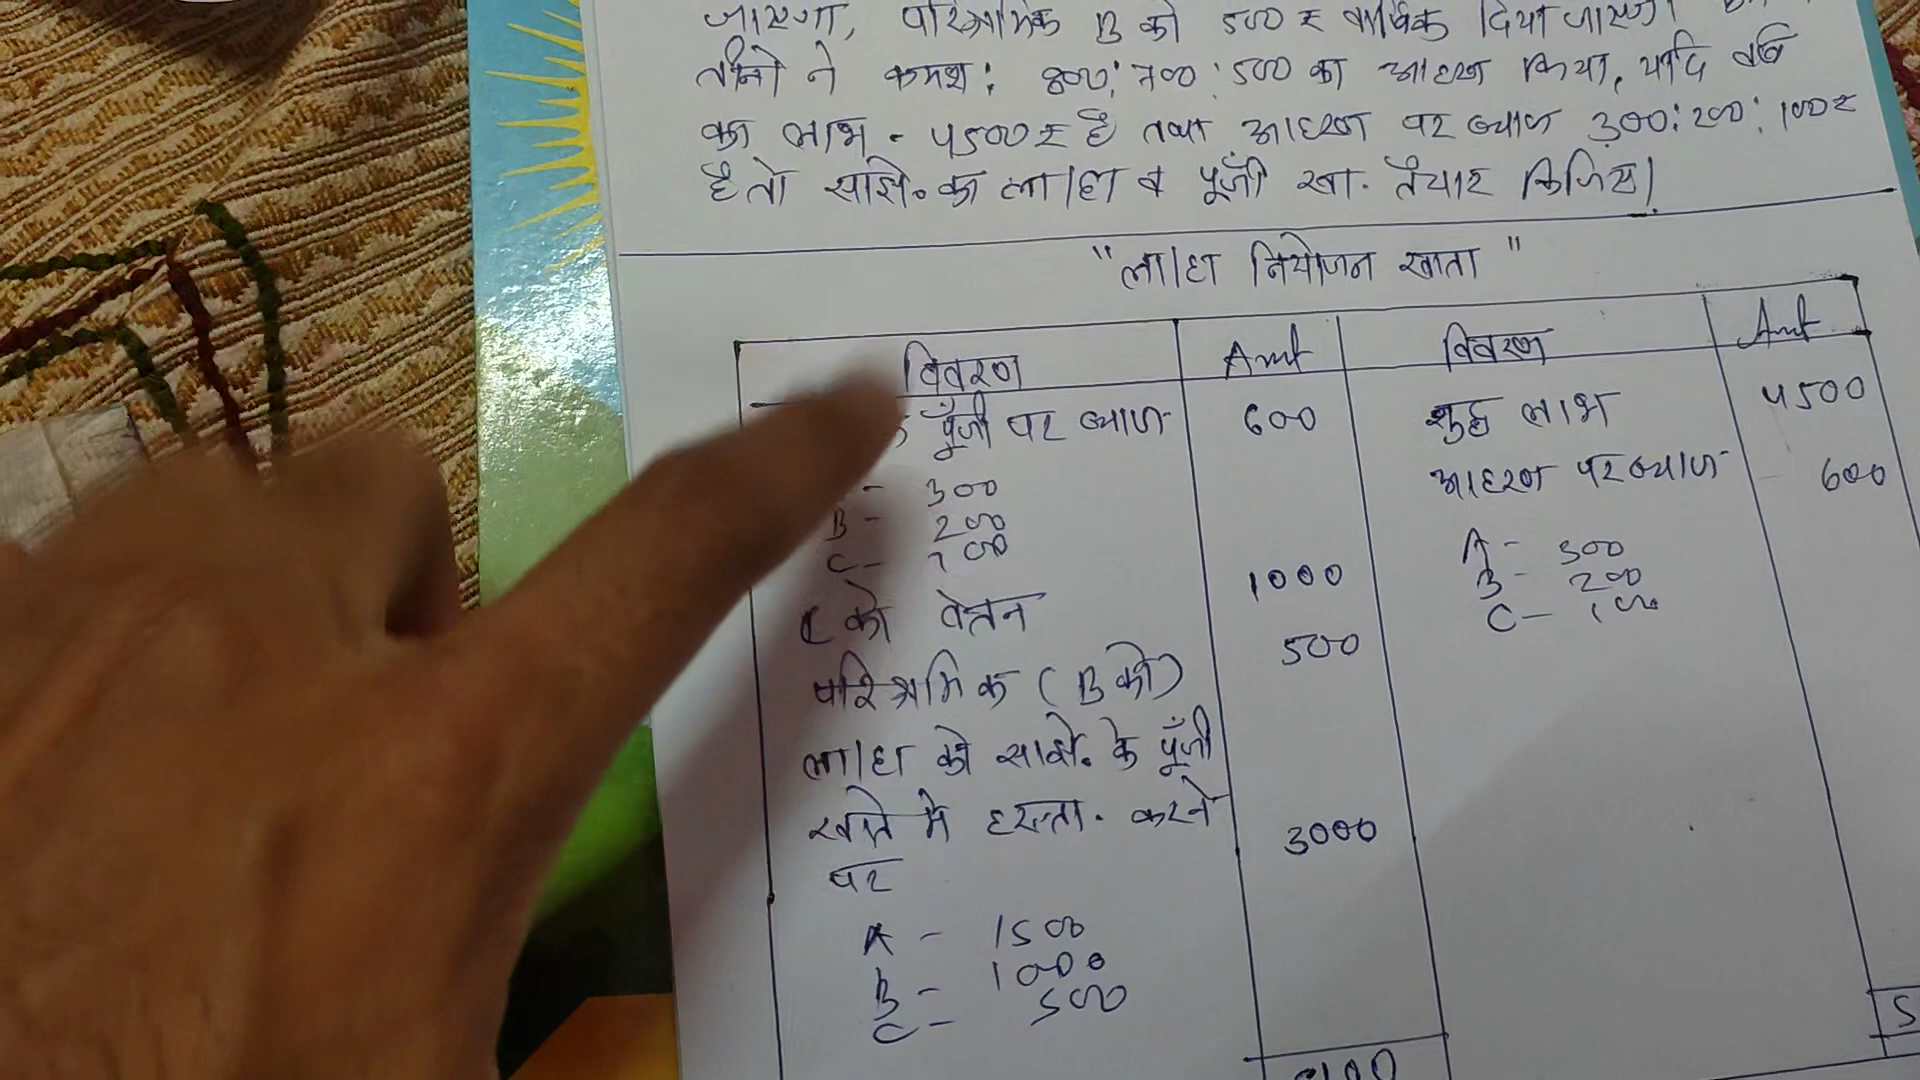 जाएगा, पारिश्रमिक B को 500 ₹ वार्षिक दिया जाएगा।
तीनो ने क्रमश: 800: 700: 500 का आहरण किया, यदि वर्ष
का लाभ - 4500 ₹ है तथा आहरण पर ब्याज 300: 200: 100 ₹
है तो साझे. का ला/हा व पूँजी खा. तैयार किजिए।
"ला/हा नियोजन खाता"
विवरण Amt विवरण Amt
पूँजी पर ब्याज 600 शुद्ध लाभ 4500
- 300 आहरण पर ब्याज 600
B - 200 A - 300
C - 100 B - 200
C को वेतन 1000 C - 100
परिश्रमिक (B को) 500
ला/हा को साझे. के पूँजी
खाते मे हस्ता. करने 3000
पर
A - 1500
B - 1000
C - 500